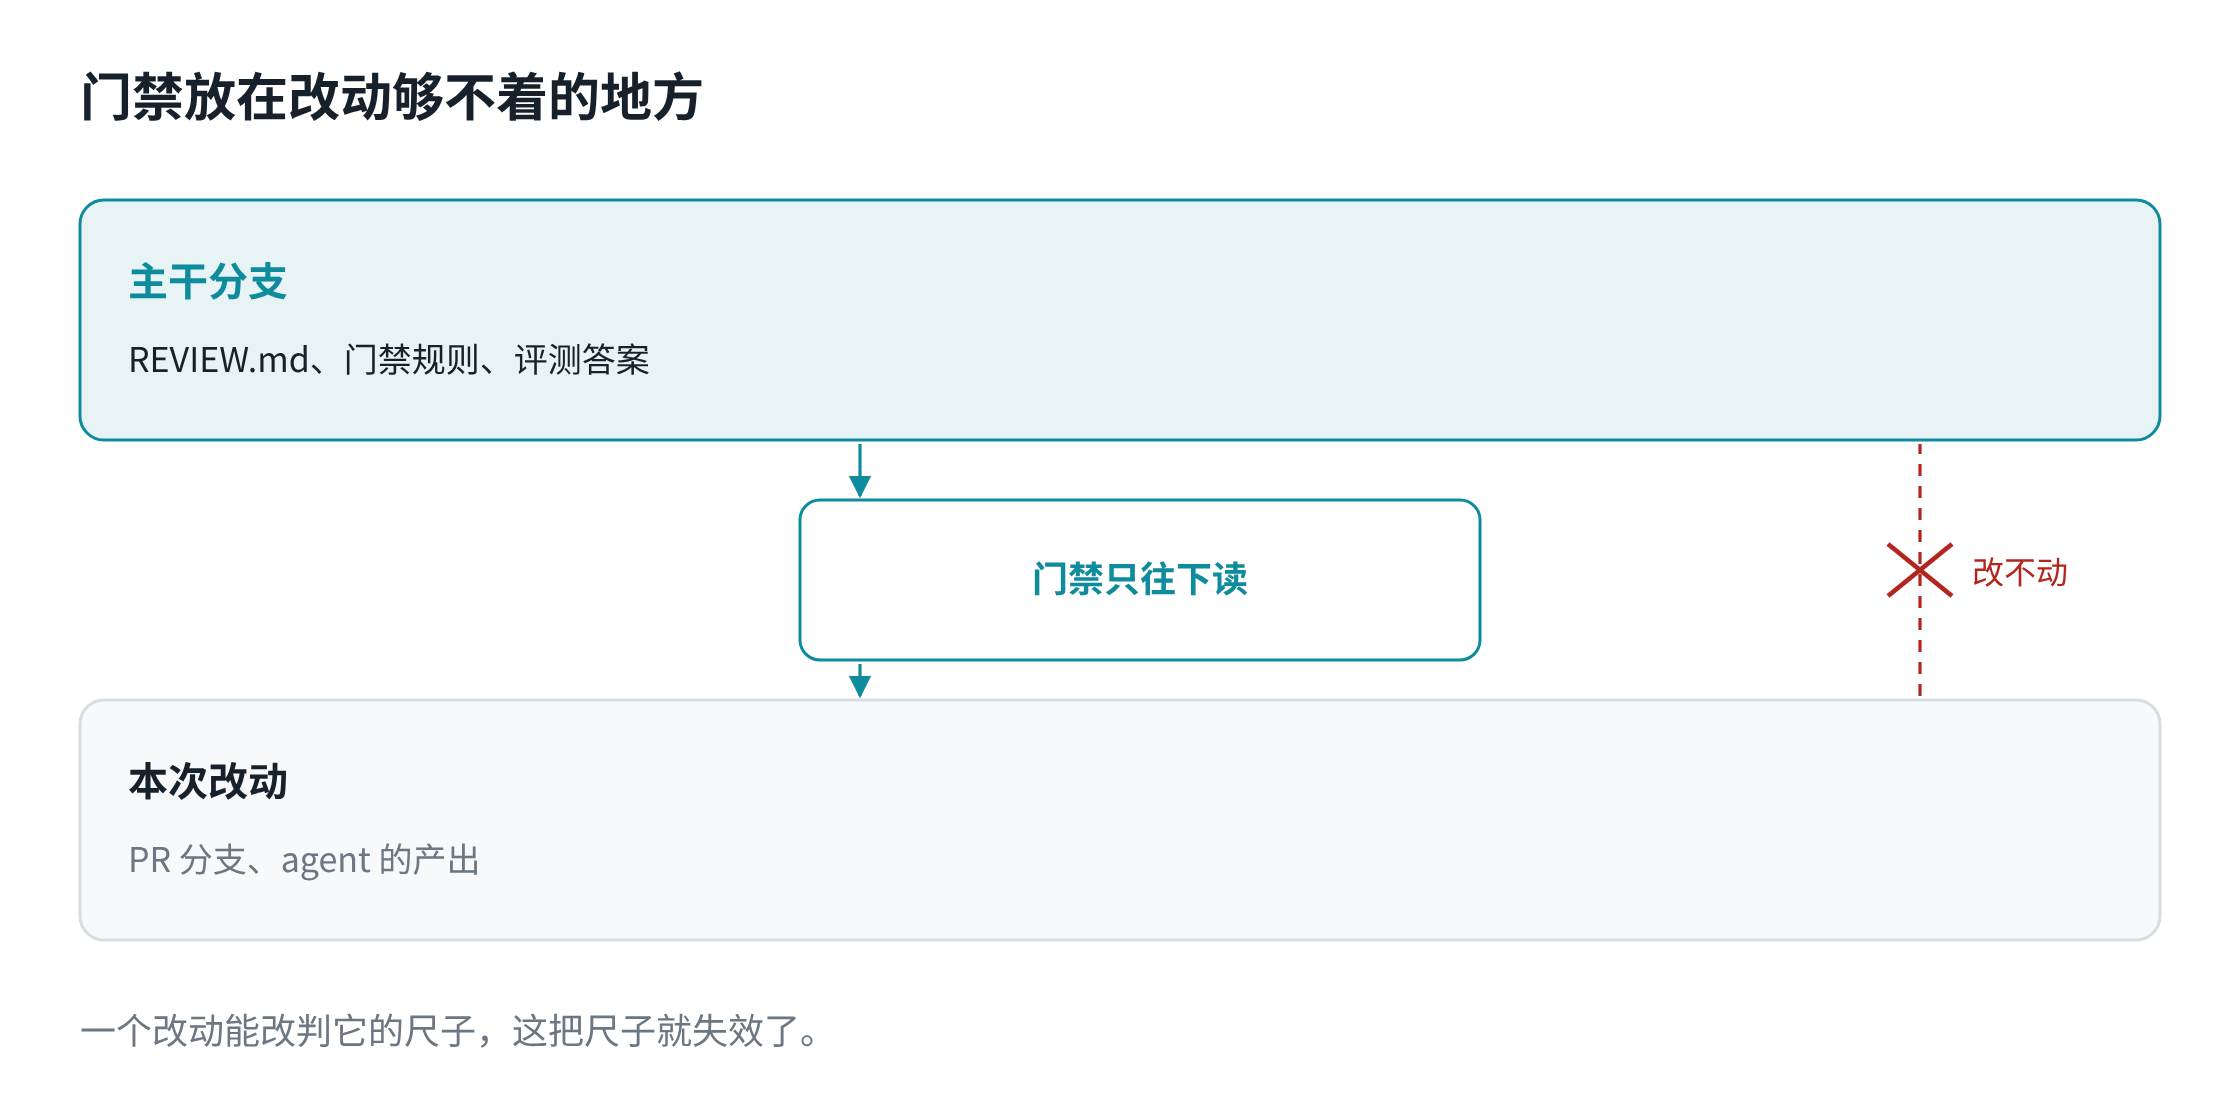 门禁放在改动够不着的地方
主干分支
REVIEW.md、门禁规则、评测答案
门禁只往下读
改不动
本次改动
PR 分支、agent 的产出
一个改动能改判它的尺子，这把尺子就失效了。